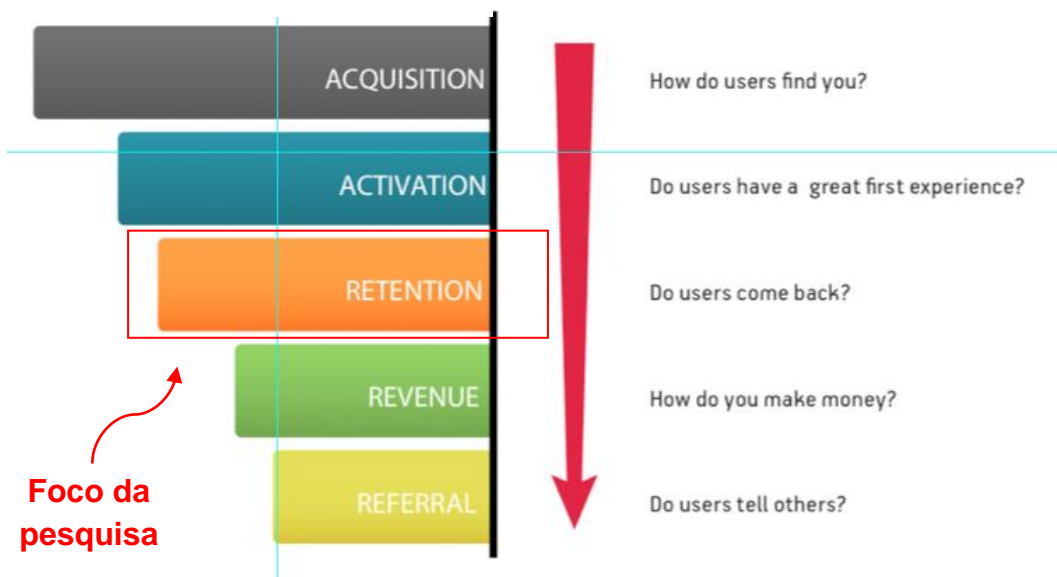 ACQUISITION
How do users find you?
ACTIVATION
Do users have a great first experience?
RETENTION
Do users come back?
REVENUE
How do you make money?
REFERRAL
Do users tell others?
Foco da
pesquisa